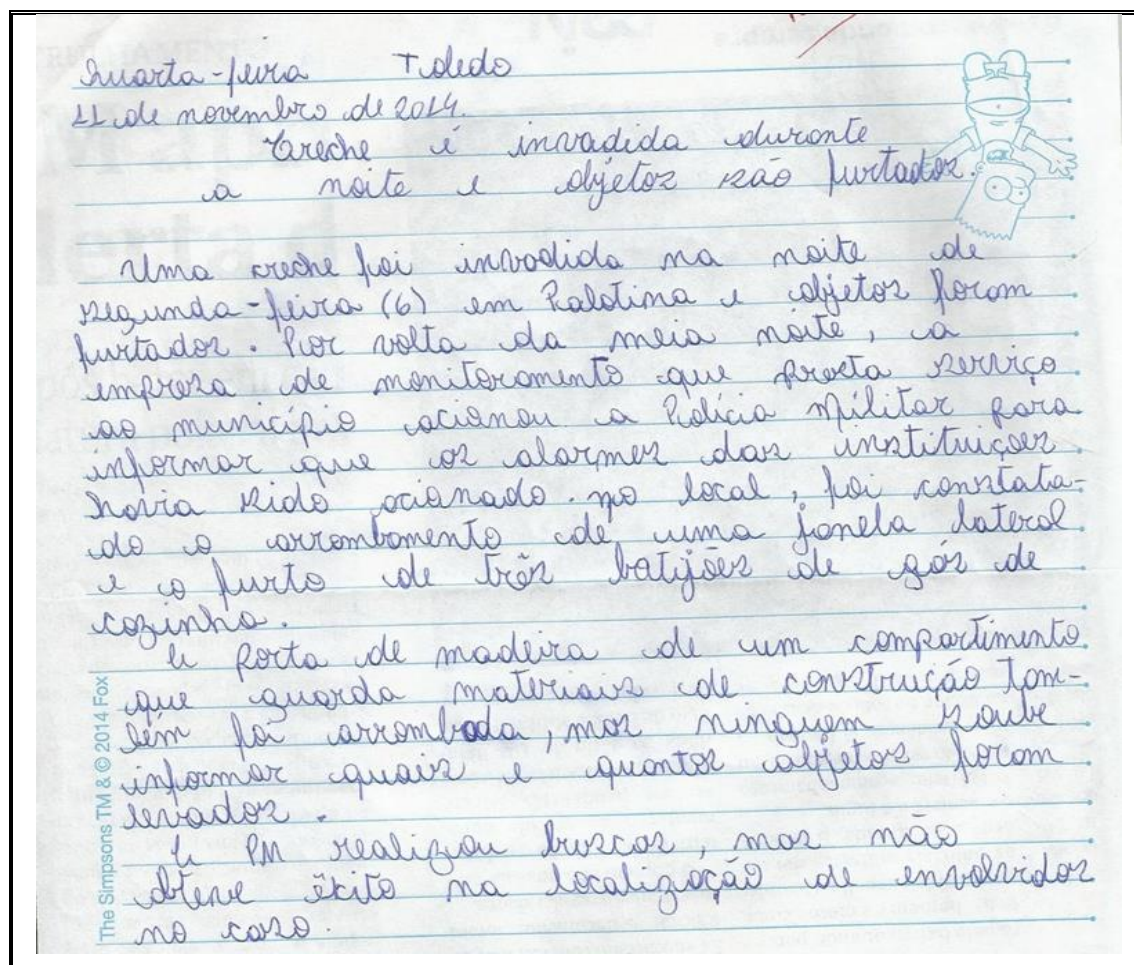 Quarta-feira Toledo
11 de novembro de 2014.
Creche é invadida durante
a noite e objetos são furtados.
Uma creche foi invadida na noite de
segunda-feira (6) em Palotina e objetos foram
furtados. Por volta da meia noite, a
empresa de monitoramento que presta serviço
ao município acionou a Polícia Militar para
informar que os alarmes das instituições
havia sido acionado. no local, foi constata-
do o arrombamento de uma janela lateral
e o furto de três botijões de gás de
cozinha.
A porta de madeira de um compartimento
que guarda materiais de construção tam-
bém foi arrombada, mas ninguem soube
informar quais e quantos objetos foram
levados.
A PM realizou buscas, mas não
obteve êxito na localização de envolvidos
no caso.
The Simpsons TM & © 2014 Fox